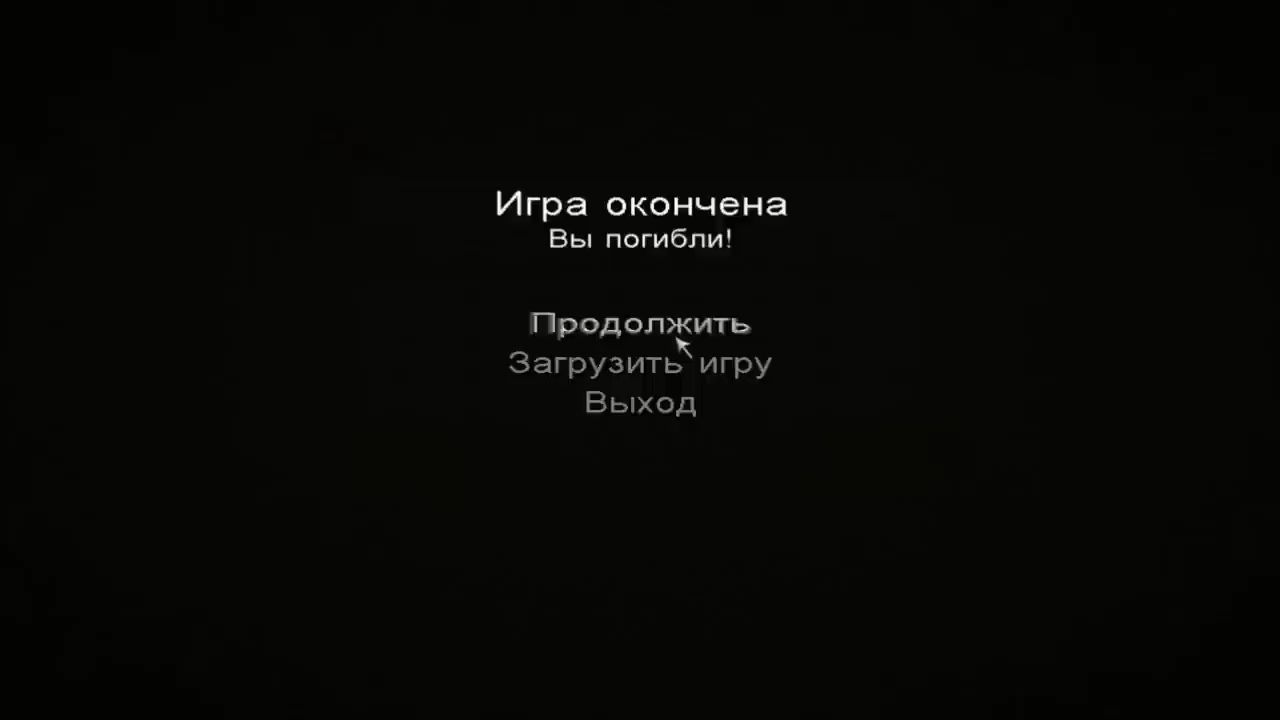 Игра окончена
Вы погибли!
Продолжить
Загрузить игру
Выход